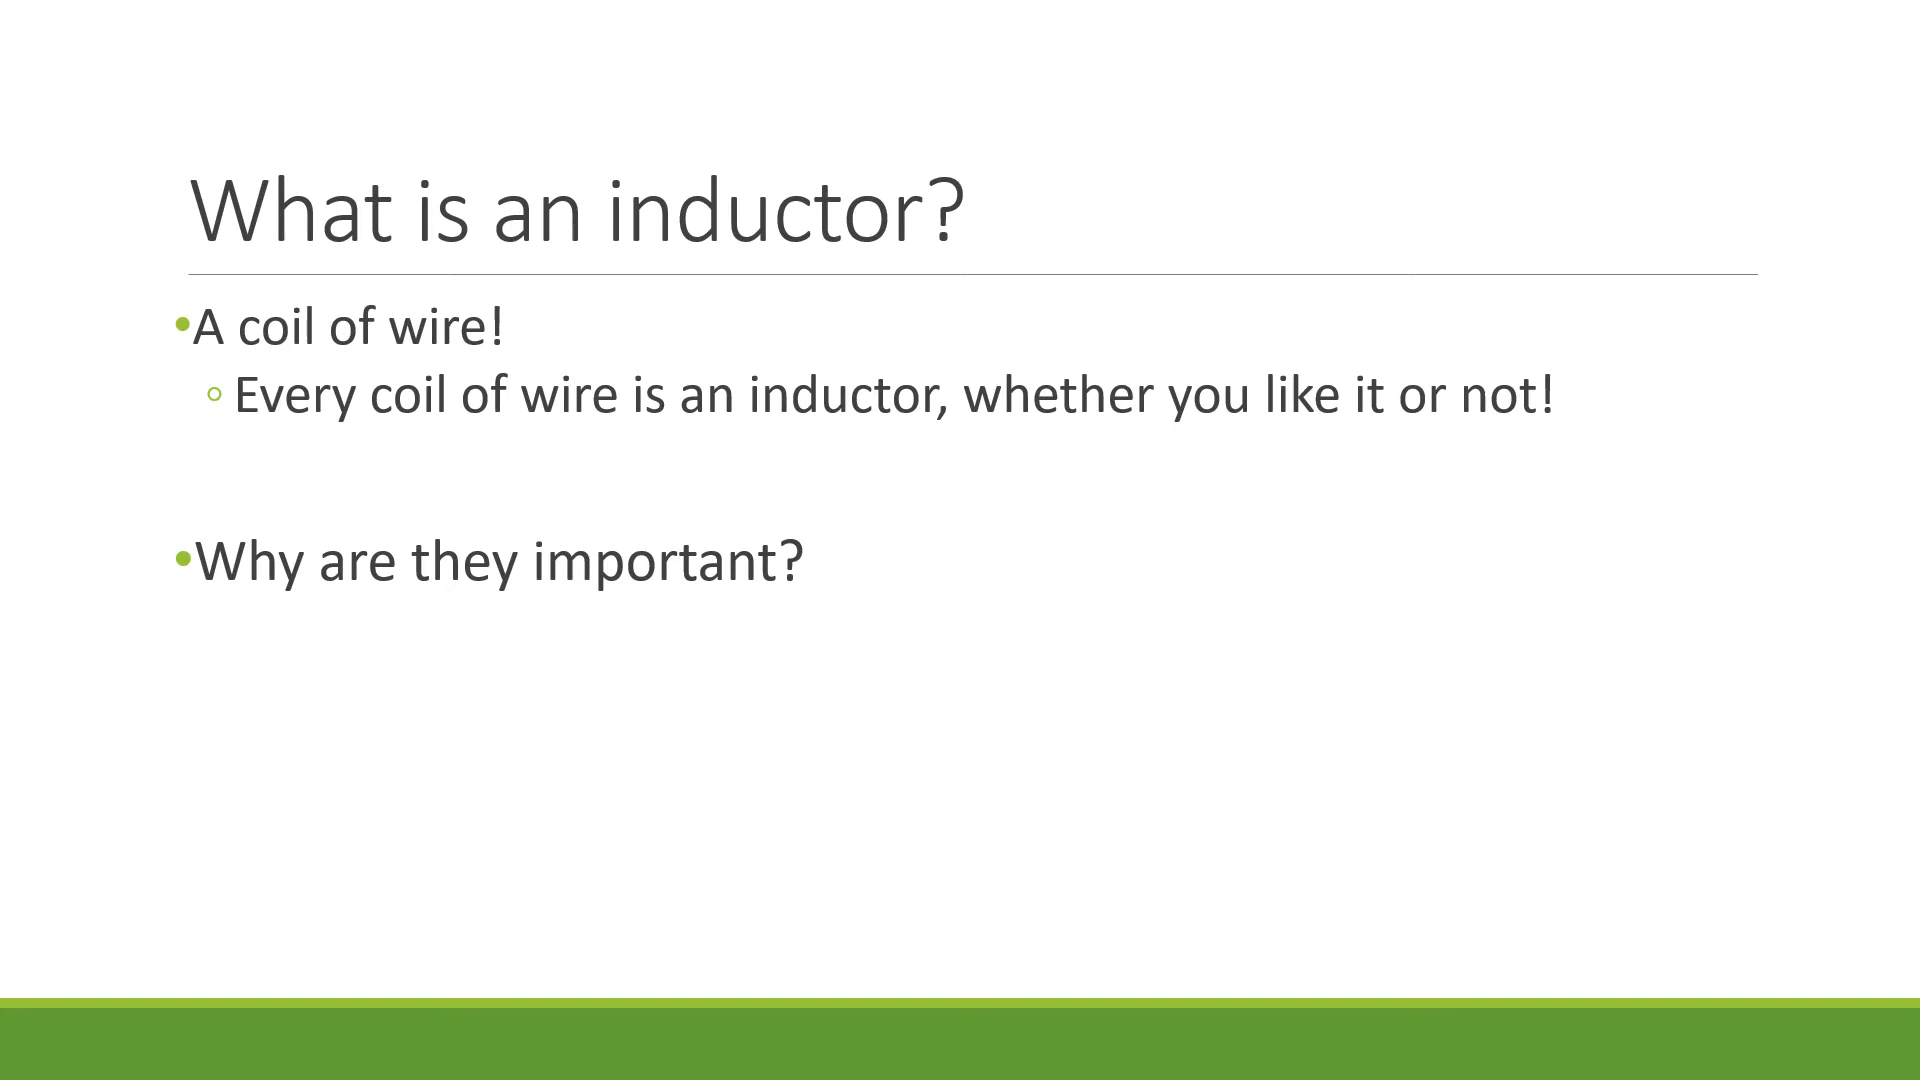 What is an inductor?
•A coil of wire!
◦Every coil of wire is an inductor, whether you like it or not!
•Why are they important?